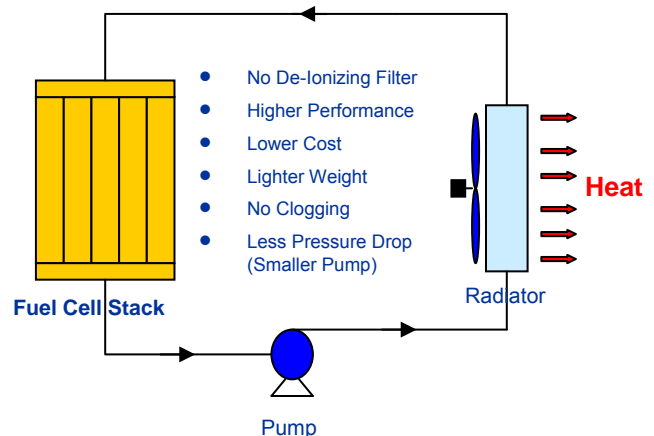 No De-Ionizing Filter
Higher Performance
Lower Cost
Lighter Weight
No Clogging
Less Pressure Drop
(Smaller Pump)
Heat
Radiator
Fuel Cell Stack
Pump